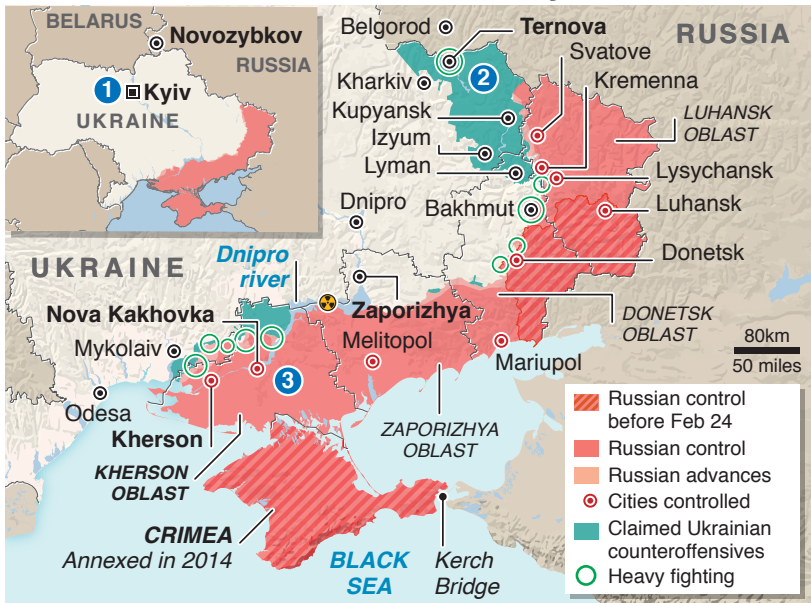 BELARUS
Novozybkov
RUSSIA
1
Kyiv
UKRAINE
Belgorod
Ternova
RUSSIA
Svatove
Kharkiv
2
Kremenna
Kupyansk
LUHANSK
OBLAST
Izyum
Lyman
Lysychansk
Dnipro
Bakhmut
Luhansk
UKRAINE
Dnipro
river
Donetsk
Nova Kakhovka
Zaporizhya
DONETSK
OBLAST
Mykolaiv
Melitopol
Mariupol
80km
50 miles
3
Odesa
Kherson
ZAPORIZHYA
OBLAST
KHERSON
OBLAST
CRIMEA
Annexed in 2014
BLACK
SEA
Kerch
Bridge
Russian control
before Feb 24
Russian control
Russian advances
Cities controlled
Claimed Ukrainian
counteroffensives
Heavy fighting